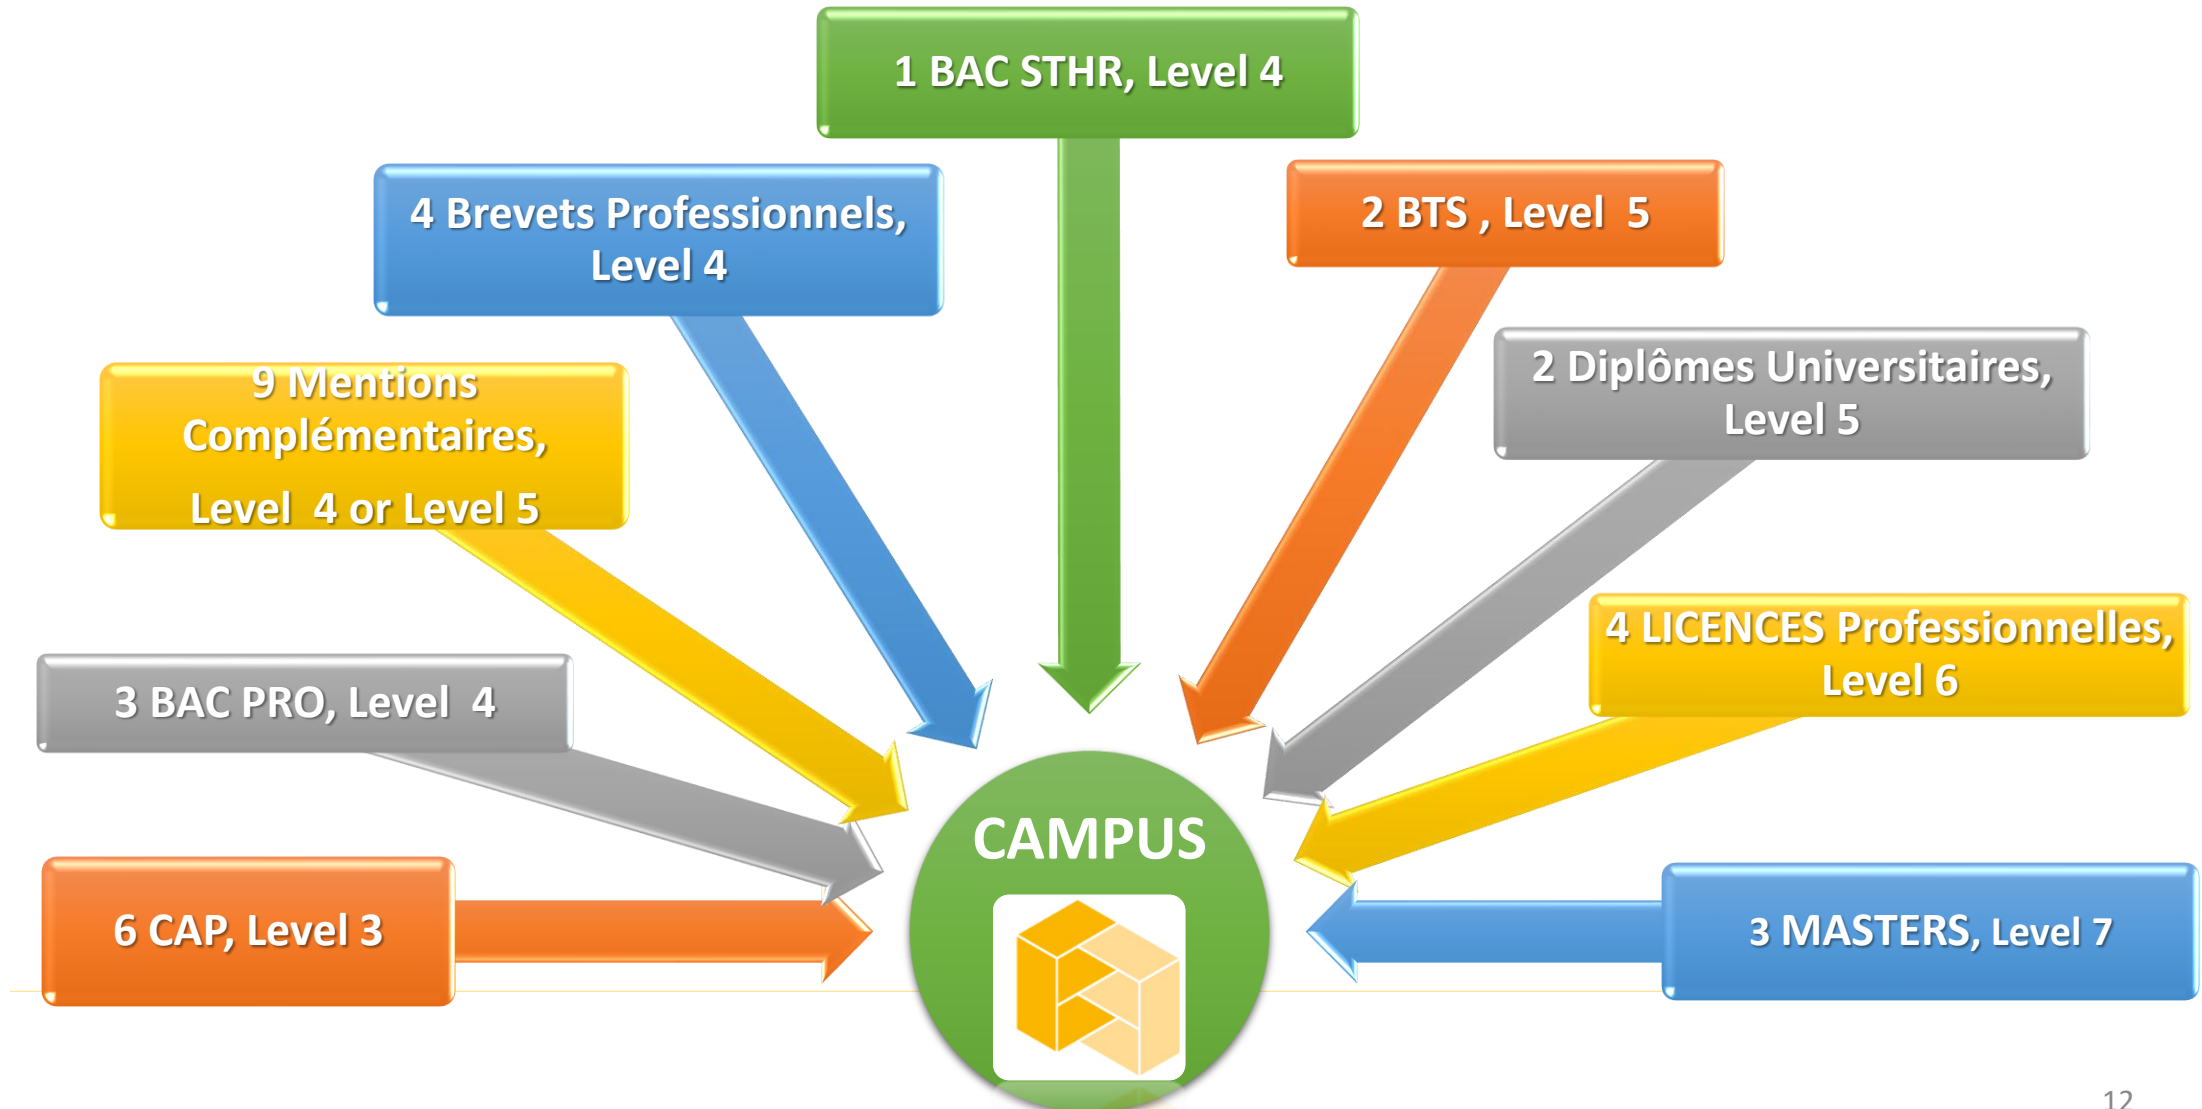 1 BAC STHR, Level 4
4 Brevets Professionnels,
Level 4
2 BTS , Level 5
9 Mentions
Complémentaires,
Level 4 or Level 5
2 Diplômes Universitaires,
Level 5
3 BAC PRO, Level 4
4 LICENCES Professionnelles,
Level 6
6 CAP, Level 3
CAMPUS
3 MASTERS, Level 7
12